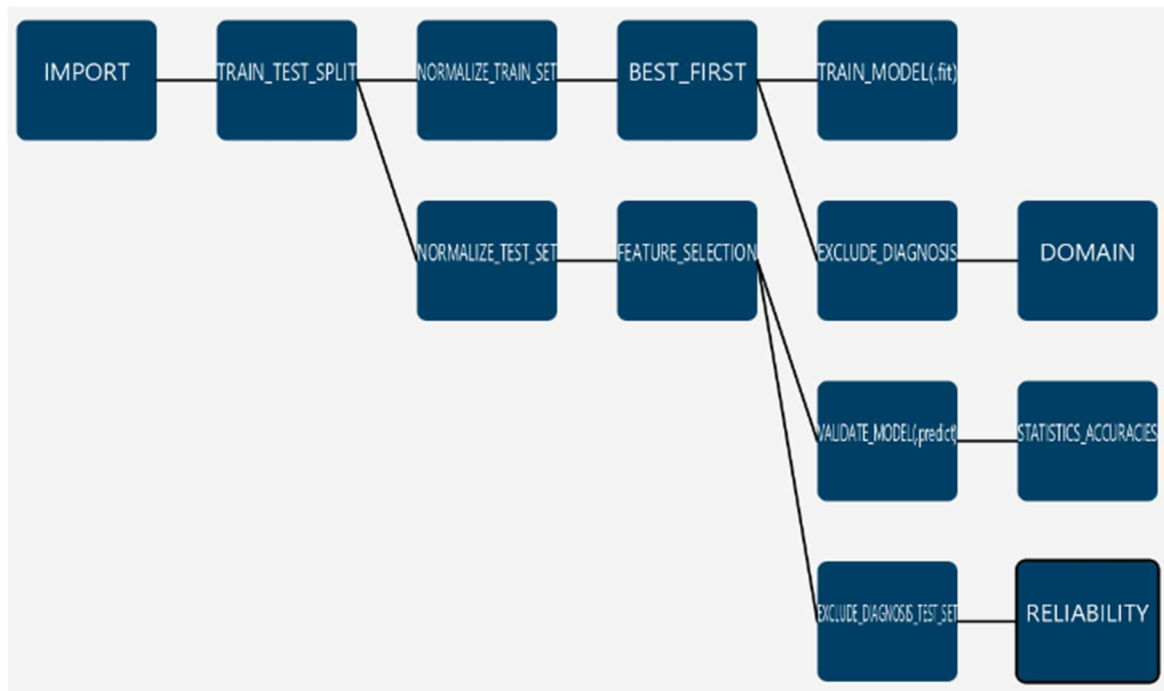 IMPORT
TRAIN_TEST_SPLIT
NORMALIZE_TRAIN_SET
BEST_FIRST
TRAIN_MODEL(.fit)
NORMALIZE_TEST_SET
FEATURE_SELECTION
EXCLUDE_DIAGNOSIS
DOMAIN
VALIDATE_MODEL(.predict)
STATISTICS_ACCURACIES
EXCLUDE_DIAGNOSIS_TEST_SET
RELIABILITY